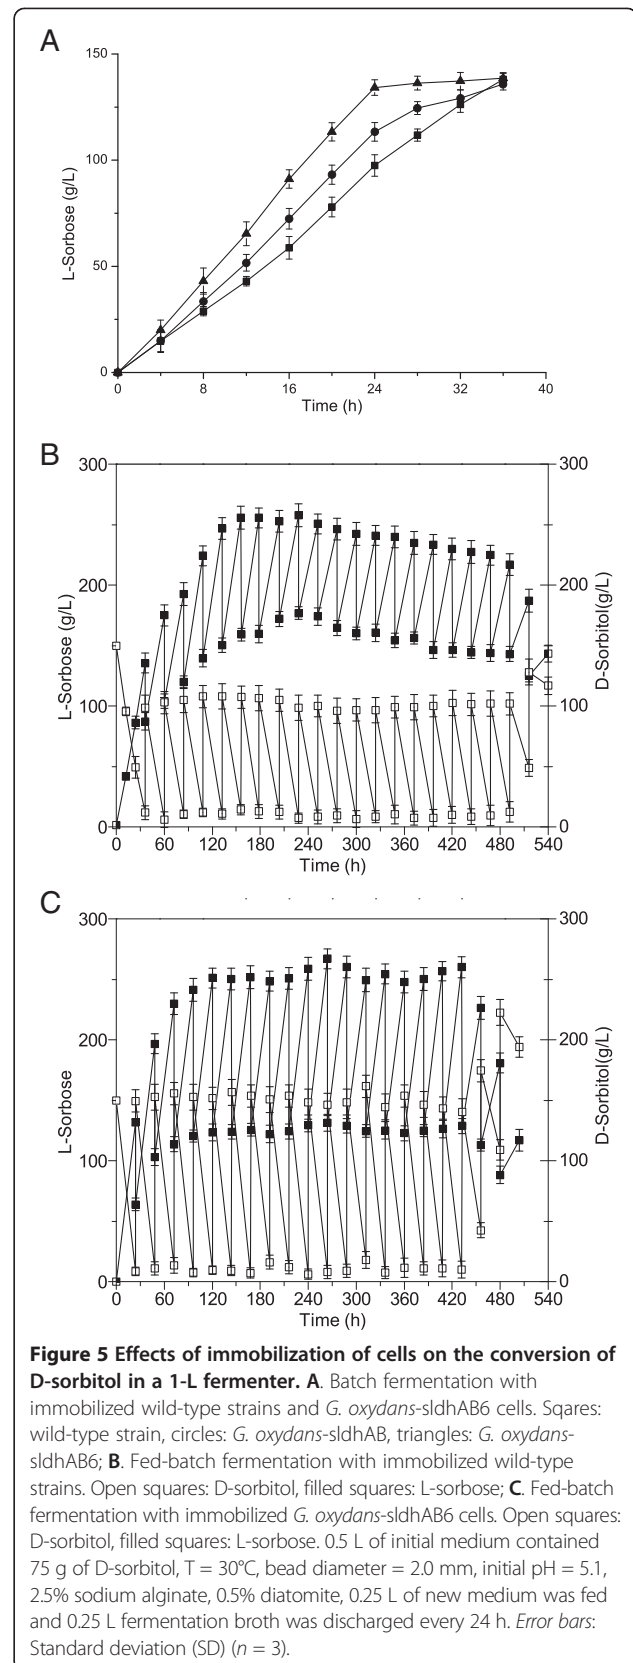 A
150
100
50
0
L-Sorbose (g/L)
0 8 16 24 32 40
Time (h)
B
300 300
200 200
100 100
0 0
L-Sorbose (g/L)
D-Sorbitol(g/L)
0 60 120 180 240 300 360 420 480 540
Time (h)
C
300 300
200 200
100 100
0 0
L-Sorbose
D-Sorbitol(g/L)
0 60 120 180 240 300 360 420 480 540
Time (h)
Figure 5 Effects of immobilization of cells on the conversion of
D-sorbitol in a 1-L fermenter. A. Batch fermentation with
immobilized wild-type strains and G. oxydans-sldhAB6 cells. Sqares:
wild-type strain, circles: G. oxydans-sldhAB, triangles: G. oxydans-
sldhAB6; B. Fed-batch fermentation with immobilized wild-type
strains. Open squares: D-sorbitol, filled squares: L-sorbose; C. Fed-batch
fermentation with immobilized G. oxydans-sldhAB6 cells. Open squares:
D-sorbitol, filled squares: L-sorbose. 0.5 L of initial medium contained
75 g of D-sorbitol, T = 30°C, bead diameter = 2.0 mm, initial pH = 5.1,
2.5% sodium alginate, 0.5% diatomite, 0.25 L of new medium was fed
and 0.25 L fermentation broth was discharged every 24 h. Error bars:
Standard deviation (SD) (n = 3).